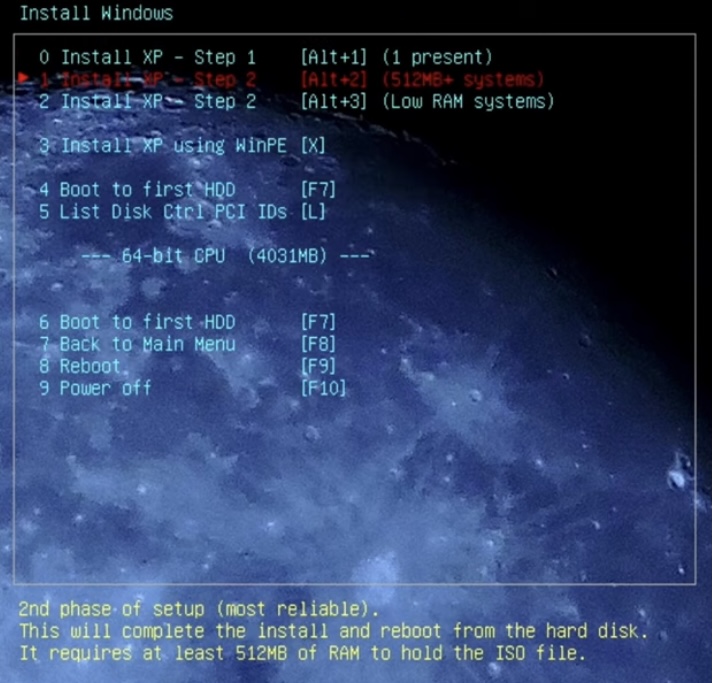 Install Windows
0 Install XP - Step 1 [Alt+1] (1 present)
1 Install XP - Step 2 [Alt+2] (512MB+ systems)
2 Install XP - Step 2 [Alt+3] (Low RAM systems)
3 Install XP using WinPE [X]
4 Boot to first HDD [F7]
5 List Disk Ctrl PCI IDs [L]
--- 64-bit CPU (4031MB) ---
6 Boot to first HDD [F7]
7 Back to Main Menu [F8]
8 Reboot [F9]
9 Power off [F10]
2nd phase of setup (most reliable).
This will complete the install and reboot from the hard disk.
It requires at least 512MB of RAM to hold the ISO file.